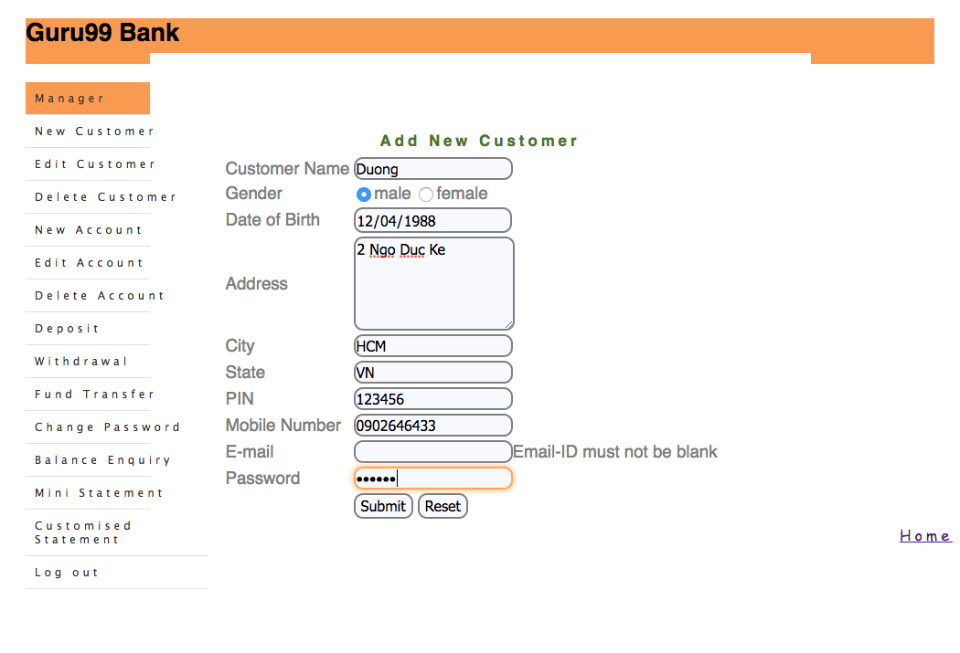 Guru99 Bank
Manager
New Customer
Edit Customer
Delete Customer
New Account
Edit Account
Delete Account
Deposit
Withdrawal
Fund Transfer
Change Password
Balance Enquiry
Mini Statement
Customised
Statement
Log out
Add New Customer
Customer Name Duong
Gender male female
Date of Birth 12/04/1988
Address 2 Ngo Duc Ke
City HCM
State VN
PIN 123456
Mobile Number 0902646433
E-mail Email-ID must not be blank
Password ••••••
Submit Reset
Home